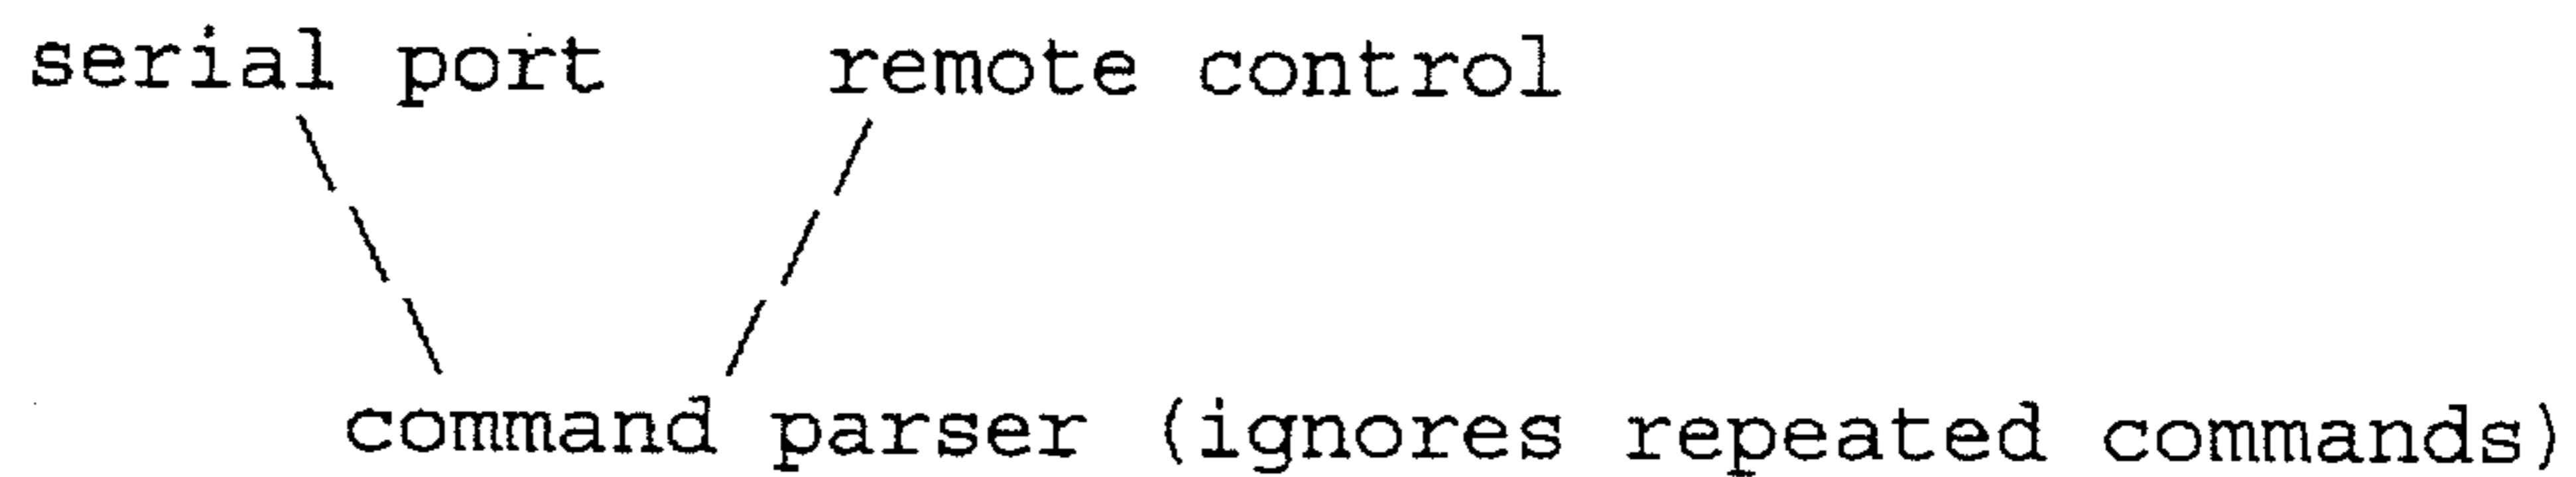 serial port remote control
command parser (ignores repeated commands)